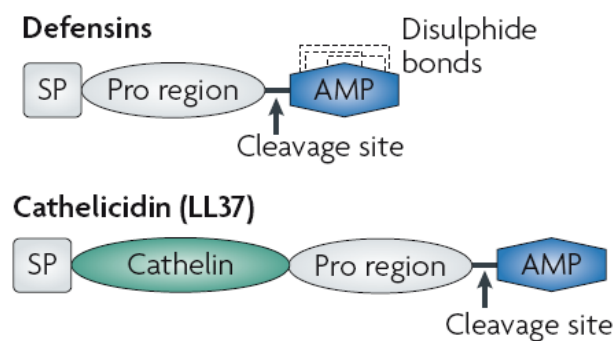 Defensins
Disulphide
bonds
SP Pro region AMP
Cleavage site
Cathelicidin (LL37)
SP Cathelin Pro region AMP
Cleavage site